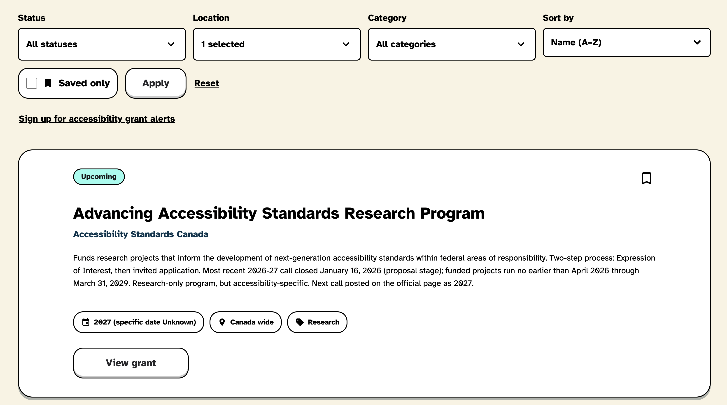 Status
Location
Category
Sort by
All statuses
1 selected
All categories
Name (A–Z)
Saved only
Apply
Reset
Sign up for accessibility grant alerts
Upcoming
Advancing Accessibility Standards Research Program
Accessibility Standards Canada
Funds research projects that inform the development of next-generation accessibility standards within federal areas of responsibility. Two-step process: Expression
of Interest, then invited application. Most recent 2026-27 call closed January 16, 2026 (proposal stage); funded projects run no earlier than April 2026 through
March 31, 2029. Research-only program, but accessibility-specific. Next call posted on the official page as 2027.
2027 (specific date Unknown)
Canada wide
Research
View grant